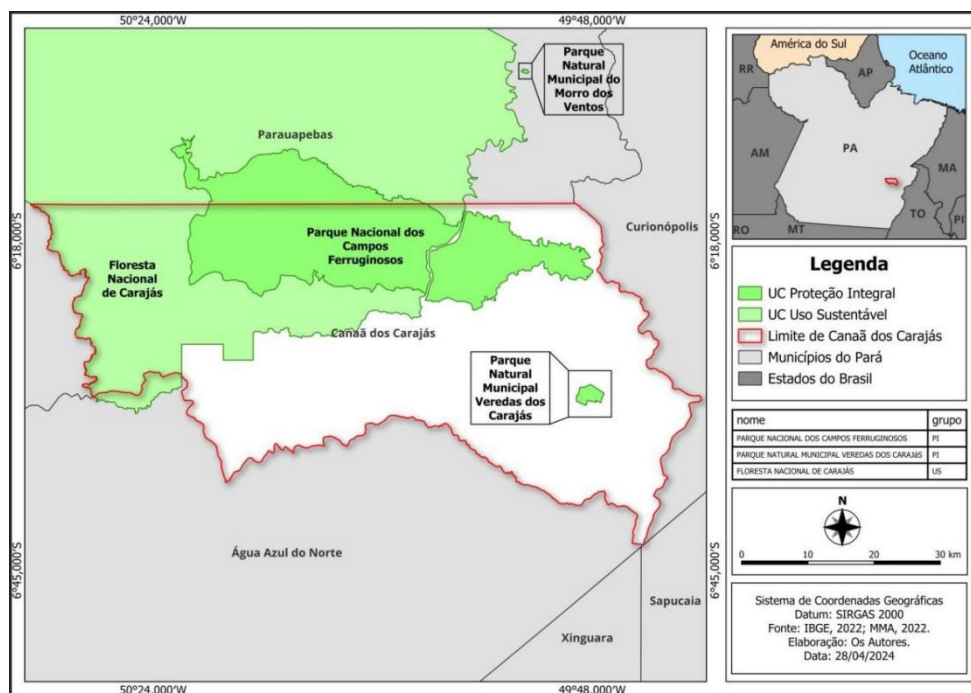 50°24,000'W
49°48,000'W
Parque
Natural
Municipal do
Morro dos
Ventos
Parauapebas
6°18,000'S
Parque Nacional dos
Campos
Ferruginosos
Floresta
Nacional
de Carajás
Curionópolis
6°18,000'S
Canaã dos Carajás
Parque
Natural
Municipal
Veredas dos
Carajás
Água Azul do Norte
6°45,000'S
6°45,000'S
Sapucaia
Xinguara
50°24,000'W
49°48,000'W
América do Sul
Oceano
Atlântico
RR
AP
AM
PA
MA
TO
PI
RO
MT
Legenda
UC Proteção Integral
UC Uso Sustentável
Limite de Canaã dos Carajás
Municípios do Pará
Estados do Brasil
nome grupo
PARQUE NACIONAL DOS CAMPOS FERRUGINOSOS PI
PARQUE NATURAL MUNICIPAL VEREDAS DOS CARAJáS PI
FLORESTA NACIONAL DE CARAJÁS US
N
0 10 20 30 km
Sistema de Coordenadas Geográficas
Datum: SIRGAS 2000
Fonte: IBGE, 2022; MMA, 2022.
Elaboração: Os Autores.
Data: 28/04/2024